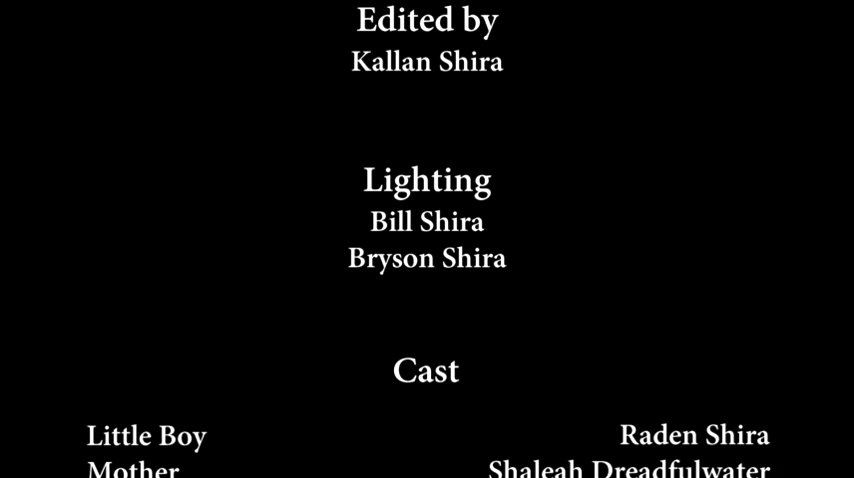 Edited by
Kallan Shira
Lighting
Bill Shira
Bryson Shira
Cast
Little Boy Raden Shira
Mother Shaleah Dreadfulwater